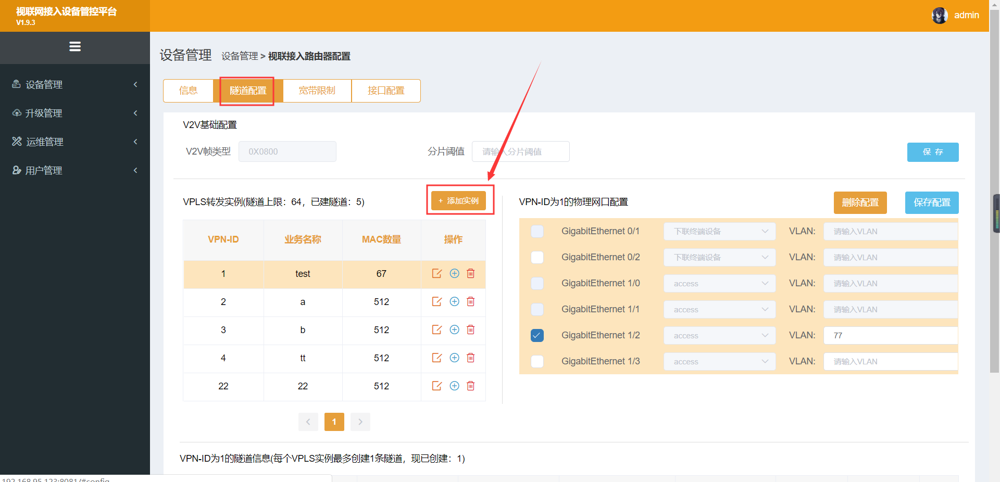 视联网接入设备管控平台
V1.9.3
admin
设备管理
升级管理
运维管理
用户管理
设备管理 设备管理 > 视联接入路由器配置
信息 隧道配置 宽带限制 接口配置
V2V基础配置
V2V帧类型 0X0800 分片阈值 请输入分片阈值 保 存
VPLS转发实例(隧道上限：64，已建隧道：5) + 添加实例
VPN-ID 业务名称 MAC数量 操作
1 test 67
2 a 512
3 b 512
4 tt 512
22 22 512
1
VPN-ID为1的物理网口配置 删除配置 保存配置
GigabitEthernet 0/1 下联终端设备 VLAN: 请输入VLAN
GigabitEthernet 0/2 下联终端设备 VLAN: 请输入VLAN
GigabitEthernet 1/0 access VLAN: 请输入VLAN
GigabitEthernet 1/1 access VLAN: 请输入VLAN
GigabitEthernet 1/2 access VLAN: 77
GigabitEthernet 1/3 access VLAN: 请输入VLAN
VPN-ID为1的隧道信息(每个VPLS实例最多创建1条隧道，现已创建：1)
192.168.95.123:8081/#config